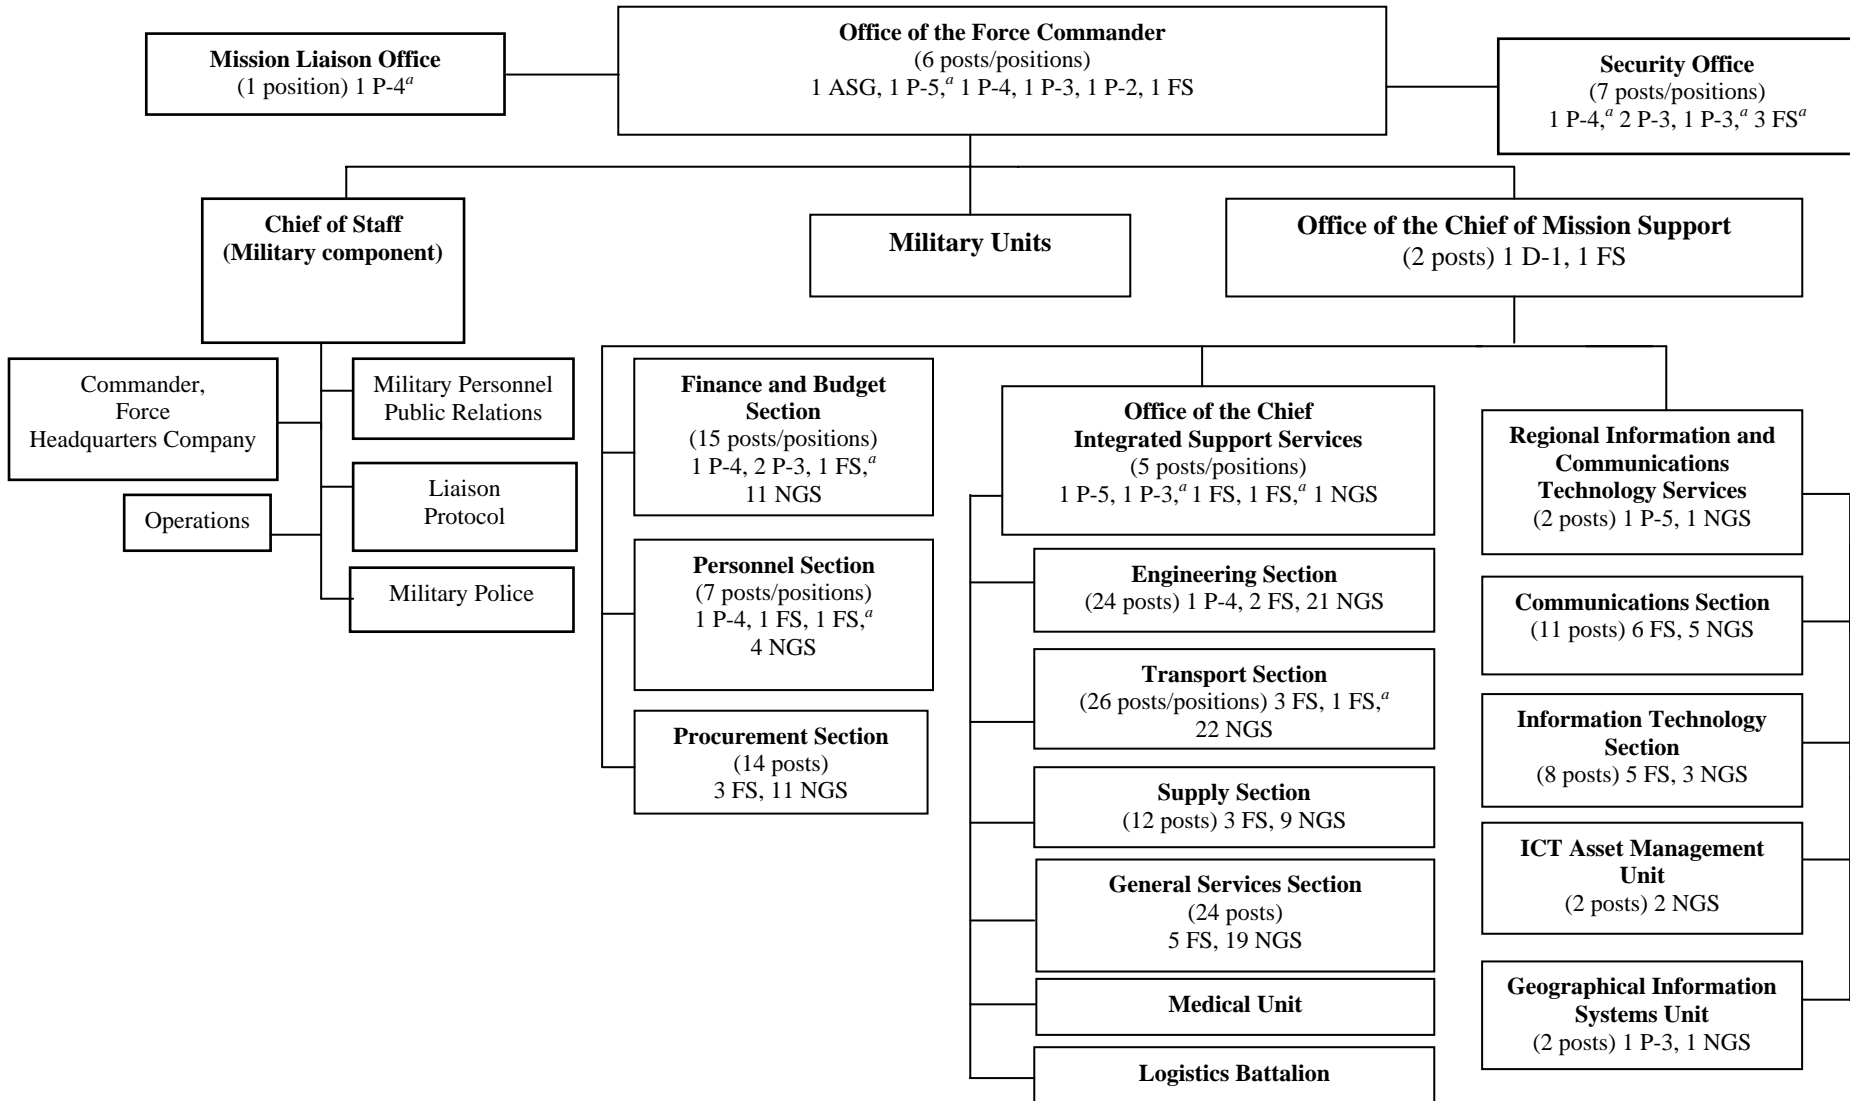 Office of the Force Commander
(6 posts/positions)
1 ASG, 1 P-5,a 1 P-4, 1 P-3, 1 P-2, 1 FS
Mission Liaison Office
(1 position) 1 P-4a
Security Office
(7 posts/positions)
1 P-4,a 2 P-3, 1 P-3,a 3 FSa
Chief of Staff
(Military component)
Military Units
Office of the Chief of Mission Support
(2 posts) 1 D-1, 1 FS
Commander,
Force
Headquarters Company
Military Personnel
Public Relations
Operations
Liaison
Protocol
Military Police
Finance and Budget
Section
(15 posts/positions)
1 P-4, 2 P-3, 1 FS,a
11 NGS
Personnel Section
(7 posts/positions)
1 P-4, 1 FS, 1 FS,a
4 NGS
Procurement Section
(14 posts)
3 FS, 11 NGS
Office of the Chief
Integrated Support Services
(5 posts/positions)
1 P-5, 1 P-3,a 1 FS, 1 FS,a 1 NGS
Engineering Section
(24 posts) 1 P-4, 2 FS, 21 NGS
Transport Section
(26 posts/positions) 3 FS, 1 FS,a
22 NGS
Supply Section
(12 posts) 3 FS, 9 NGS
General Services Section
(24 posts)
5 FS, 19 NGS
Medical Unit
Logistics Battalion
Regional Information and
Communications
Technology Services
(2 posts) 1 P-5, 1 NGS
Communications Section
(11 posts) 6 FS, 5 NGS
Information Technology
Section
(8 posts) 5 FS, 3 NGS
ICT Asset Management
Unit
(2 posts) 2 NGS
Geographical Information
Systems Unit
(2 posts) 1 P-3, 1 NGS